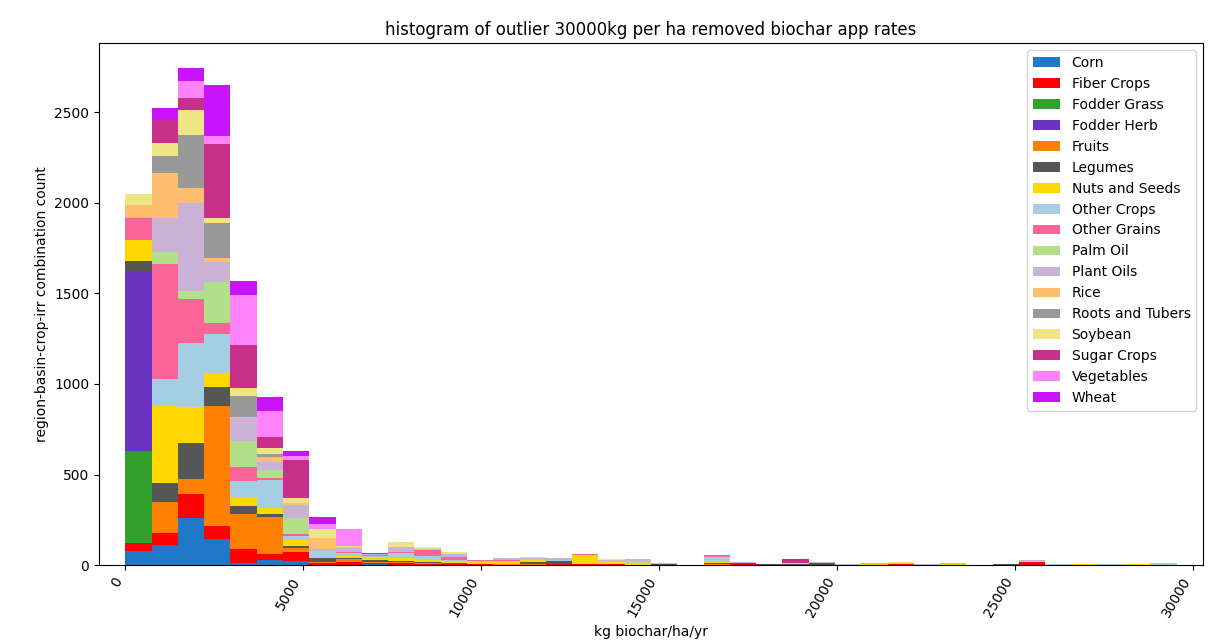 histogram of outlier 30000kg per ha removed biochar app rates
region-basin-crop-irr combination count
2500
2000
1500
1000
500
0
0
5000
10000
15000
20000
25000
30000
kg biochar/ha/yr
Corn
Fiber Crops
Fodder Grass
Fodder Herb
Fruits
Legumes
Nuts and Seeds
Other Crops
Other Grains
Palm Oil
Plant Oils
Rice
Roots and Tubers
Soybean
Sugar Crops
Vegetables
Wheat